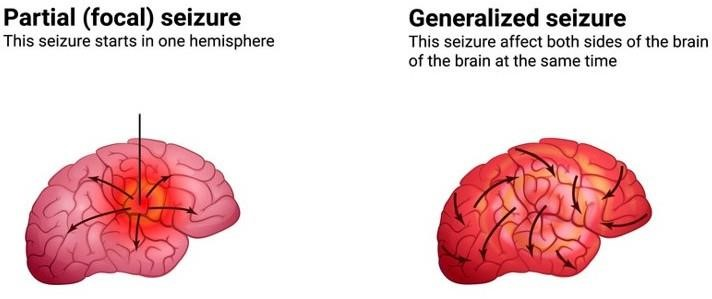 Partial (focal) seizure
This seizure starts in one hemisphere
Generalized seizure
This seizure affect both sides of the brain
of the brain at the same time